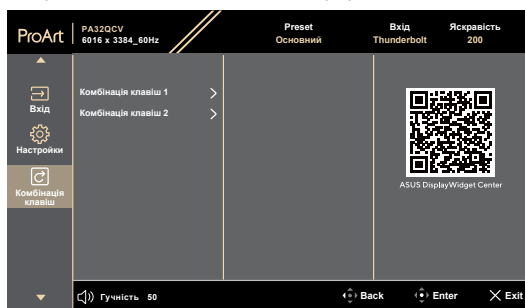 ProArt
PA32QCV
6016 x 3384_60Hz
Preset
Основний
Вхід
Thunderbolt
Яскравість
200
Вхід
Настройки
Комбінація
клавіш
Комбінація клавіш 1
Комбінація клавіш 2
ASUS DisplayWidget Center
Гучність 50
Back
Enter
Exit